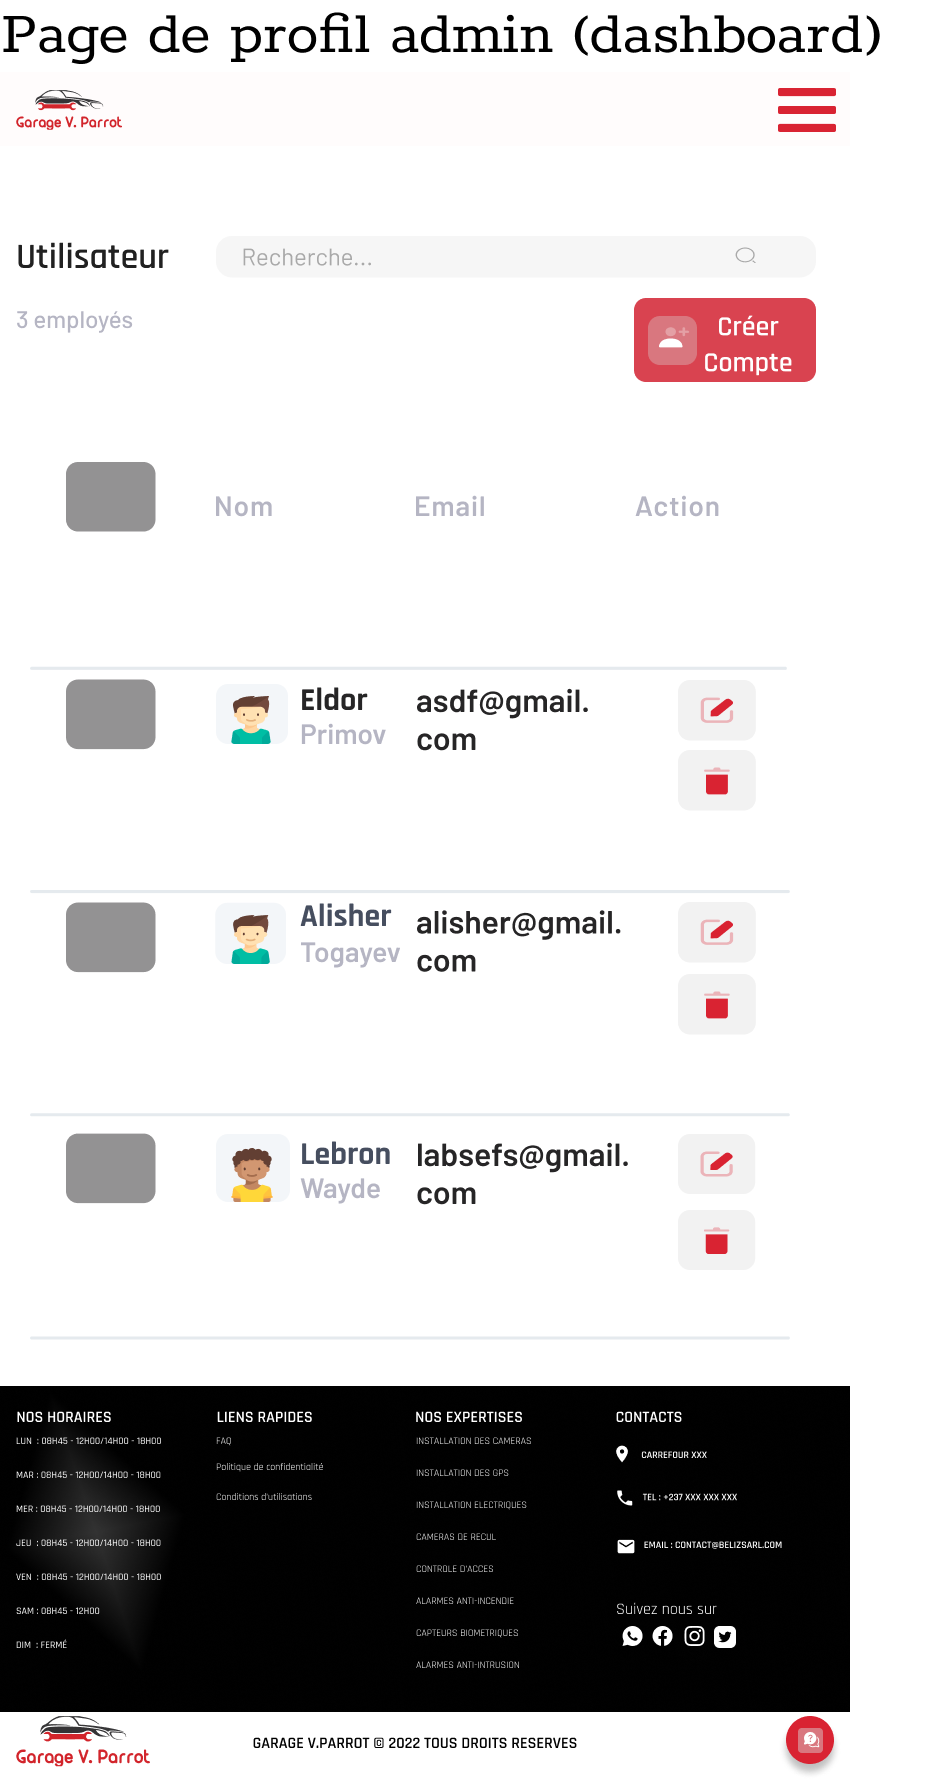 Page de profil admin (dashboard)
Garage V. Parrot
Utilisateur
Recherche...
3 employés
Créer
Compte
Nom Email Action
Eldor
Primov
asdf@gmail.
com
Alisher
Togayev
alisher@gmail.
com
Lebron
Wayde
labsefs@gmail.
com
NOS HORAIRES
LUN : 08H45 - 12H00/14H00 - 18H00
MAR : 08H45 - 12H00/14H00 - 18H00
MER : 08H45 - 12H00/14H00 - 18H00
JEU : 08H45 - 12H00/14H00 - 18H00
VEN : 08H45 - 12H00/14H00 - 18H00
SAM : 08H45 - 12H00
DIM : FERMÉ
LIENS RAPIDES
FAQ
Politique de confidentialité
Conditions d'utilisations
NOS EXPERTISES
INSTALLATION DES CAMERAS
INSTALLATION DES GPS
INSTALLATION ELECTRIQUES
CAMERAS DE RECUL
CONTROLE D'ACCES
ALARMES ANTI-INCENDIE
CAPTEURS BIOMETRIQUES
ALARMES ANTI-INTRUSION
CONTACTS
CARREFOUR XXX
TEL : +237 XXX XXX XXX
EMAIL : CONTACT@BELIZSARL.COM
Suivez nous sur
Garage V. Parrot
GARAGE V.PARROT © 2022 TOUS DROITS RESERVES